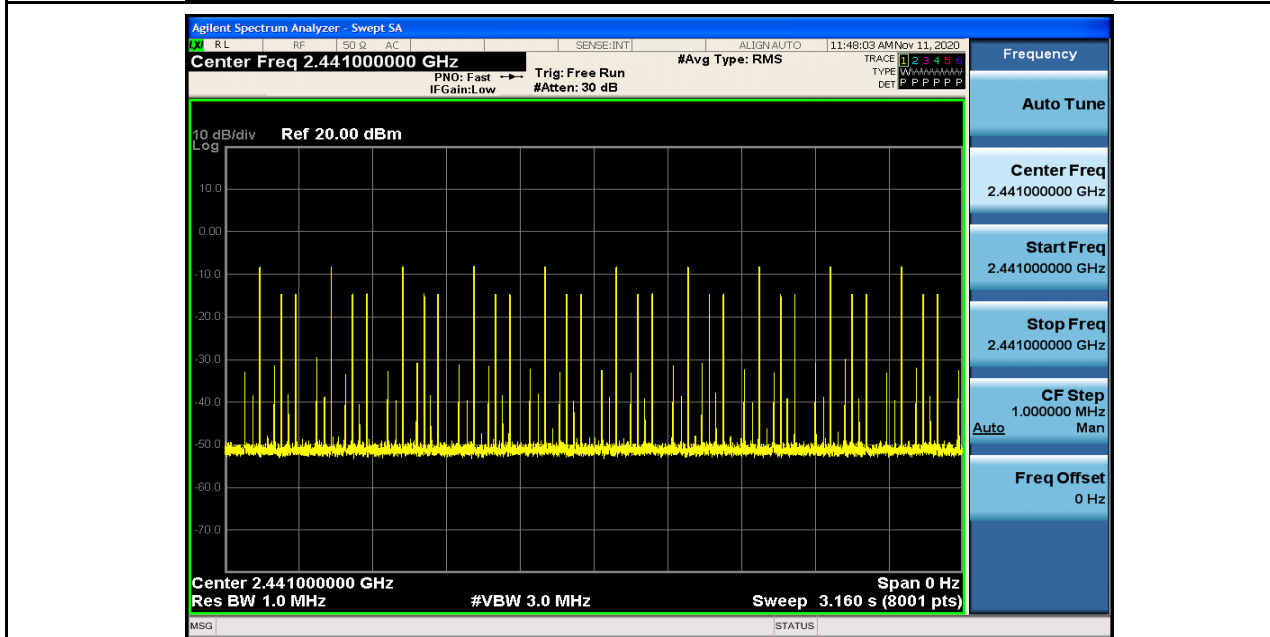 Agilent Spectrum Analyzer - Swept SA
LXI RL RF 50 Ω AC SENSE:INT ALIGN AUTO 11:48:03 AM Nov 11, 2020
Center Freq 2.441000000 GHz
PNO: Fast
IFGain:Low
Trig: Free Run
#Atten: 30 dB
#Avg Type: RMS
TRACE 1 2 3 4 5 6
TYPE W
DET P P P P P P
10 dB/div Ref 20.00 dBm
Log
10.0
0.00
-10.0
-20.0
-30.0
-40.0
-50.0
-60.0
-70.0
Center 2.441000000 GHz Span 0 Hz
Res BW 1.0 MHz #VBW 3.0 MHz Sweep 3.160 s (8001 pts)
MSG STATUS
Frequency
Auto Tune
Center Freq
2.441000000 GHz
Start Freq
2.441000000 GHz
Stop Freq
2.441000000 GHz
CF Step
1.000000 MHz
Auto Man
Freq Offset
0 Hz